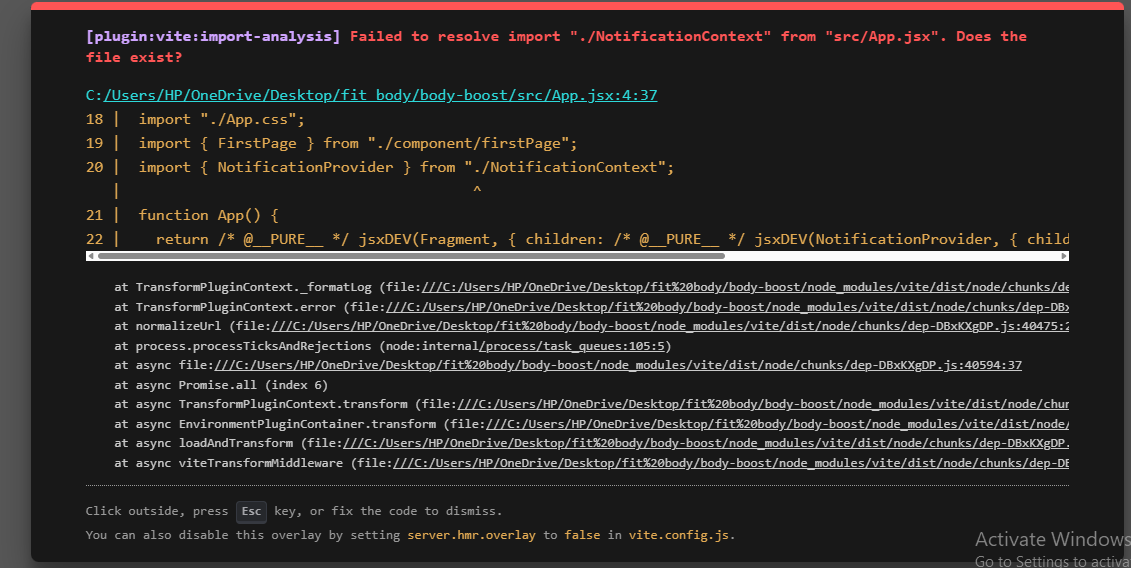 [plugin:vite:import-analysis] Failed to resolve import "./NotificationContext" from "src/App.jsx". Does the
file exist?
C:/Users/HP/OneDrive/Desktop/fit body/body-boost/src/App.jsx:4:37
18 |  import "./App.css";
19 |  import { FirstPage } from "./component/firstPage";
20 |  import { NotificationProvider } from "./NotificationContext";
   |                                        ^
21 |  function App() {
22 |    return /* @__PURE__ */ jsxDEV(Fragment, { children: /* @__PURE__ */ jsxDEV(NotificationProvider, { child
at TransformPluginContext._formatLog (file:///C:/Users/HP/OneDrive/Desktop/fit%20body/body-boost/node_modules/vite/dist/node/chunks/de
at TransformPluginContext.error (file:///C:/Users/HP/OneDrive/Desktop/fit%20body/body-boost/node_modules/vite/dist/node/chunks/dep-DBx
at normalizeUrl (file:///C:/Users/HP/OneDrive/Desktop/fit%20body/body-boost/node_modules/vite/dist/node/chunks/dep-DBxKXgDP.js:40475:2
at process.processTicksAndRejections (node:internal/process/task_queues:105:5)
at async file:///C:/Users/HP/OneDrive/Desktop/fit%20body/body-boost/node_modules/vite/dist/node/chunks/dep-DBxKXgDP.js:40594:37
at async Promise.all (index 6)
at async TransformPluginContext.transform (file:///C:/Users/HP/OneDrive/Desktop/fit%20body/body-boost/node_modules/vite/dist/node/chun
at async EnvironmentPluginContainer.transform (file:///C:/Users/HP/OneDrive/Desktop/fit%20body/body-boost/node_modules/vite/dist/node/
at async loadAndTransform (file:///C:/Users/HP/OneDrive/Desktop/fit%20body/body-boost/node_modules/vite/dist/node/chunks/dep-DBxKXgDP.
at async viteTransformMiddleware (file:///C:/Users/HP/OneDrive/Desktop/fit%20body/body-boost/node_modules/vite/dist/node/chunks/dep-DB
Click outside, press Esc key, or fix the code to dismiss.
You can also disable this overlay by setting server.hmr.overlay to false in vite.config.js.
Activate Windows
Go to Settings to activa